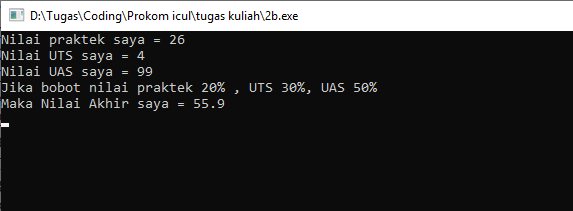 D:\Tugas\Coding\Prokom icul\tugas kuliah\2b.exe
Nilai praktek saya = 26
Nilai UTS saya = 4
Nilai UAS saya = 99
Jika bobot nilai praktek 20% , UTS 30%, UAS 50%
Maka Nilai Akhir saya = 55.9